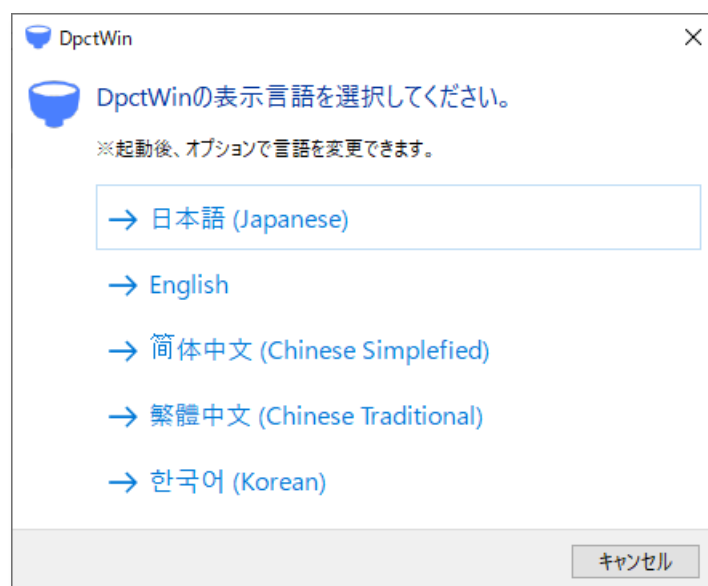 DpctWin
DpctWinの表示言語を選択してください。
※起動後、オプションで言語を変更できます。
→ 日本語 (Japanese)
→ English
→ 简体中文 (Chinese Simplefied)
→ 繁體中文 (Chinese Traditional)
→ 한국어 (Korean)
キャンセル